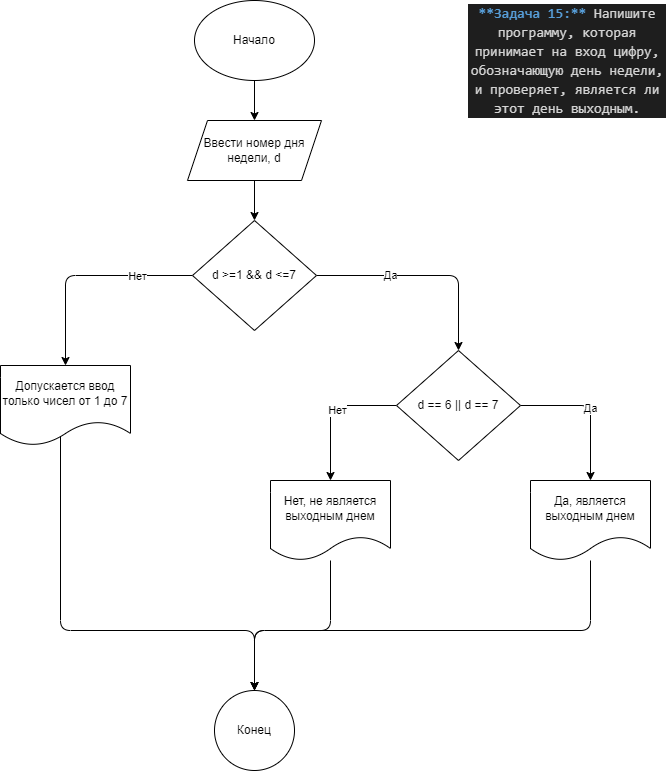 **Задача 15:** Напишите
программу, которая
принимает на вход цифру,
обозначающую день недели,
и проверяет, является ли
этот день выходным.
Начало
Ввести номер дня
недели, d
d >=1 && d <=7
Нет
Да
Допускается ввод
только чисел от 1 до 7
d == 6 || d == 7
Нет
Да
Нет, не является
выходным днем
Да, является
выходным днем
Конец